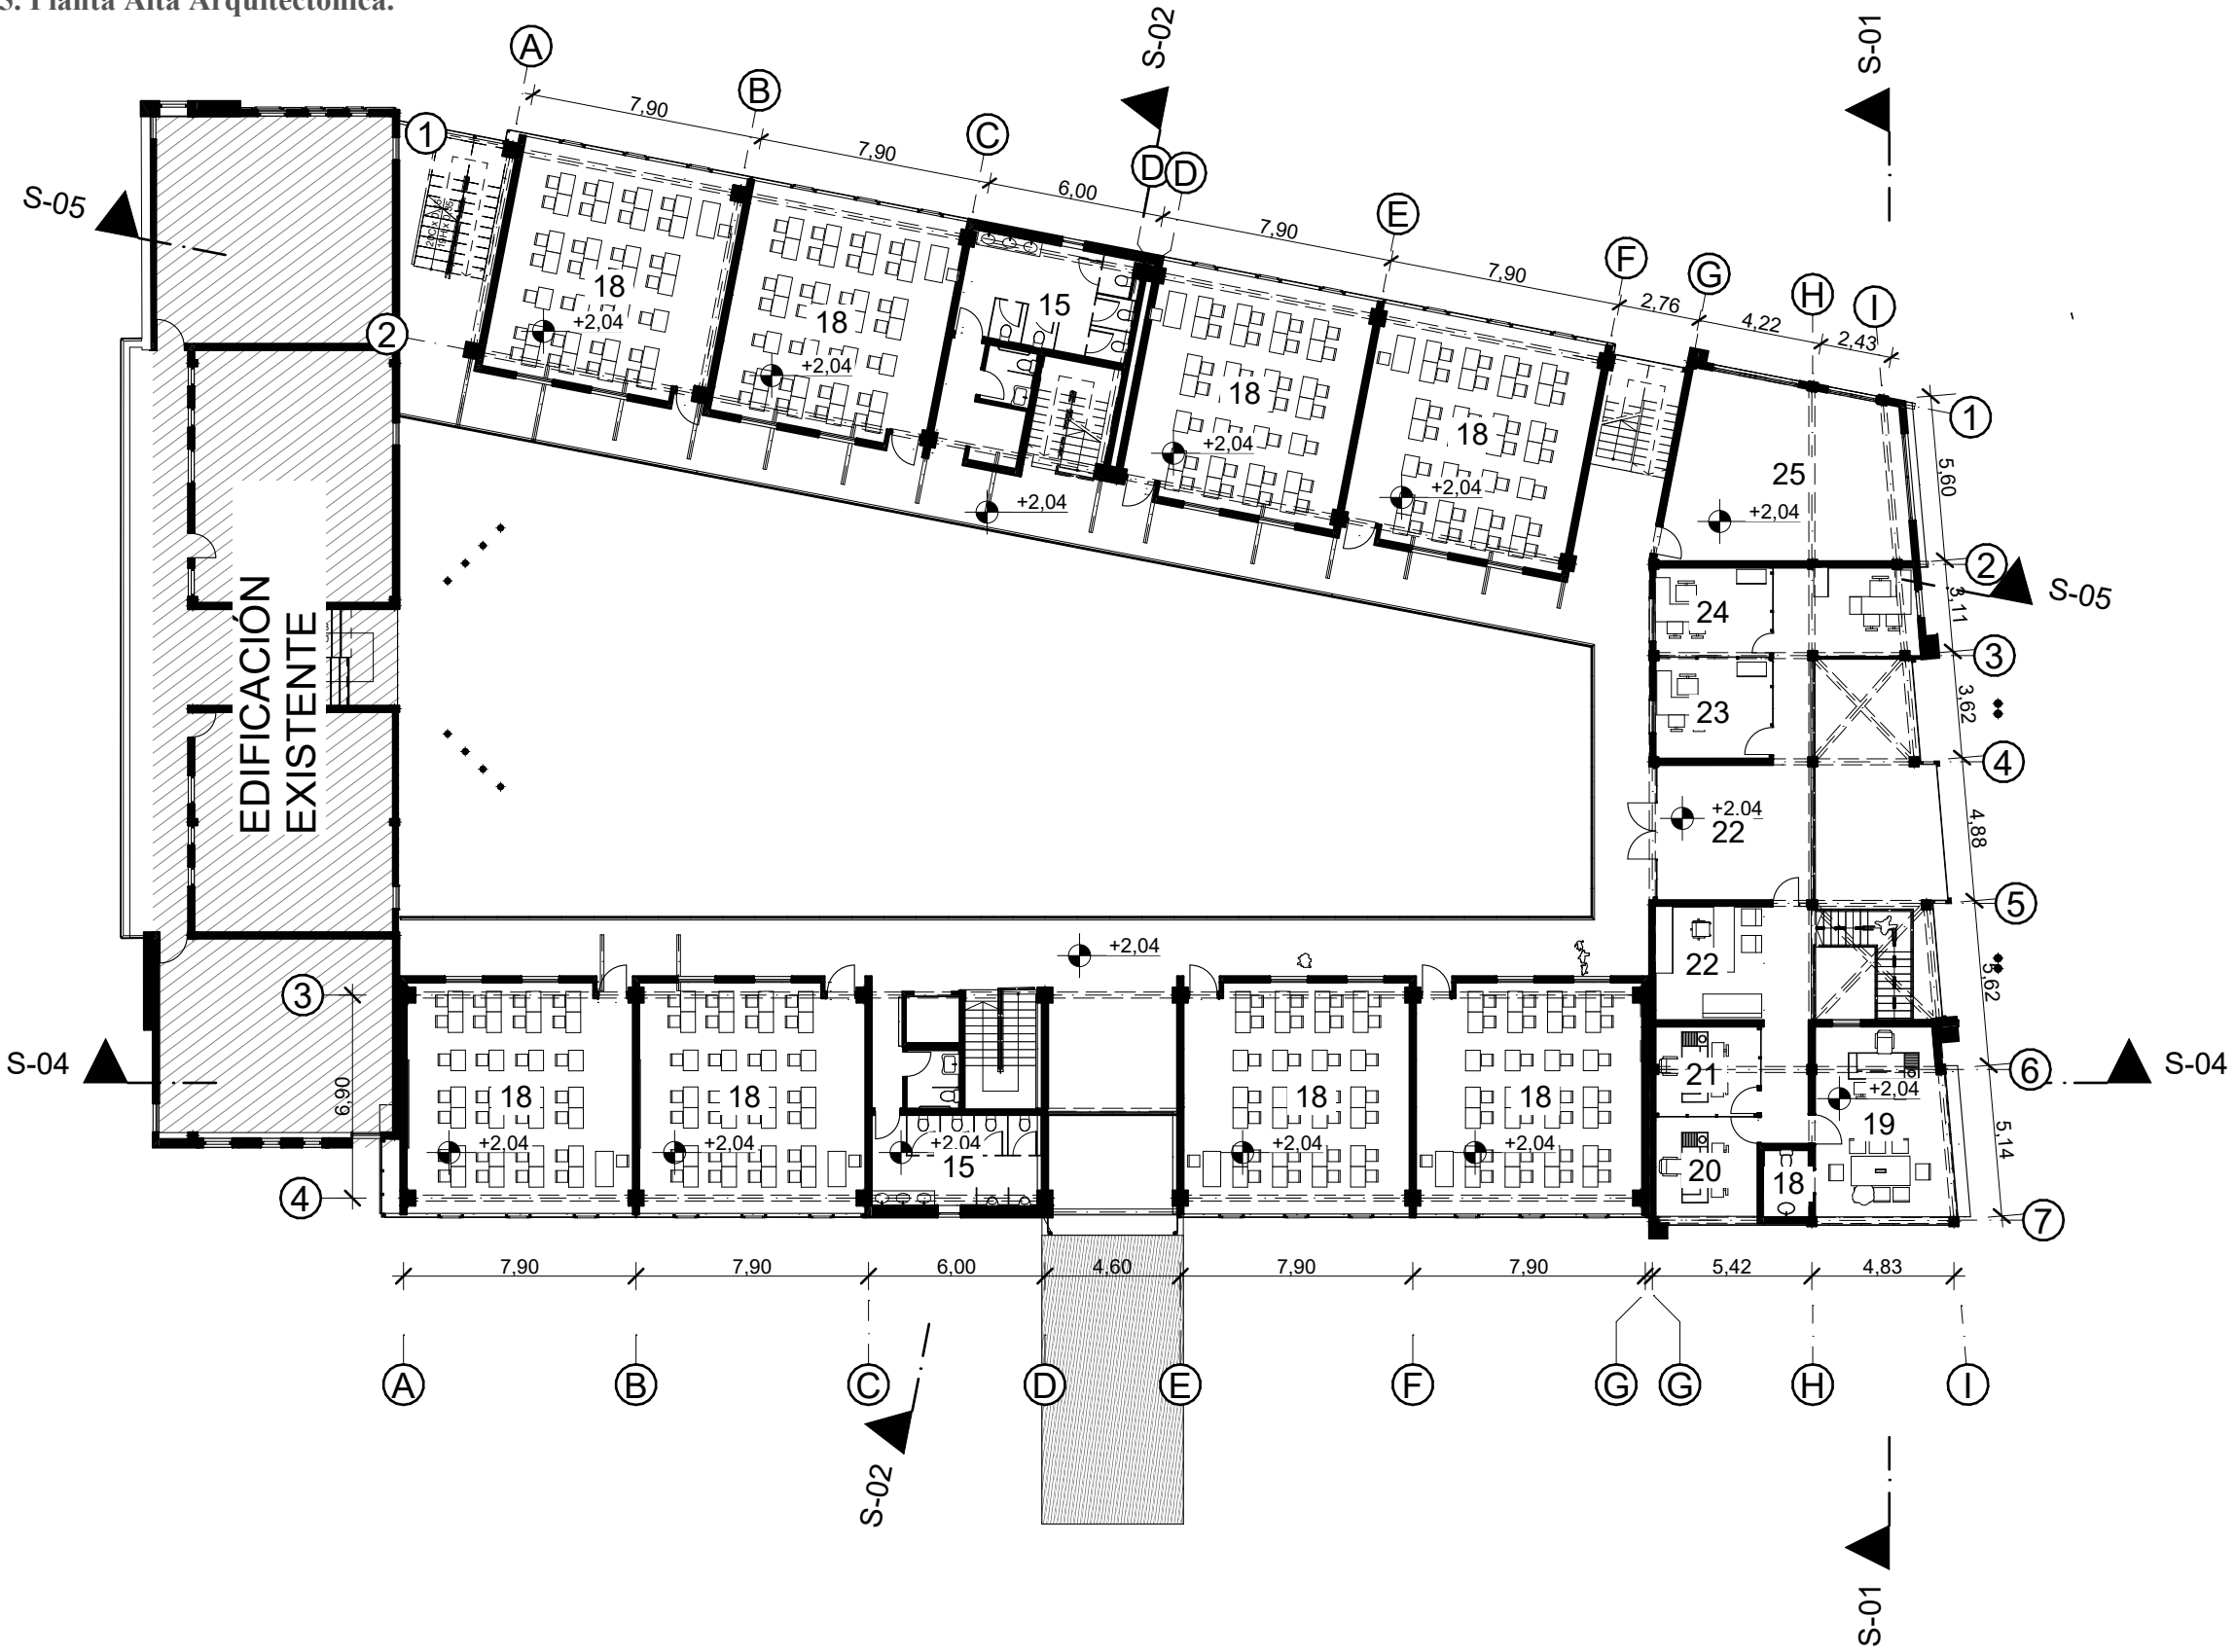 5. Planta Alta Arquitectónica.
S-02
S-01
A
B
C
D
D
E
F
G
H
I
7,90
7,90
6,00
7,90
7,90
2,76
4,22
2,43
1
2
S-05
18
+2,04
18
+2,04
15
18
+2,04
18
+2,04
+2,04
25
+2,04
1
5,60
2
S-05
3,11
3
3,62
4
4,88
5
5,62
6
5,14
7
24
23
+2.04
22
22
21
20
18
+2,04
19
EDIFICACIÓN
EXISTENTE
3
6,90
4
S-04
S-04
+2,04
18
+2,04
18
+2,04
+2.04
15
18
+2,04
18
+2,04
7,90
7,90
6,00
4,60
7,90
7,90
5,42
4,83
A
B
C
D
E
F
G
G
H
I
S-02
S-01